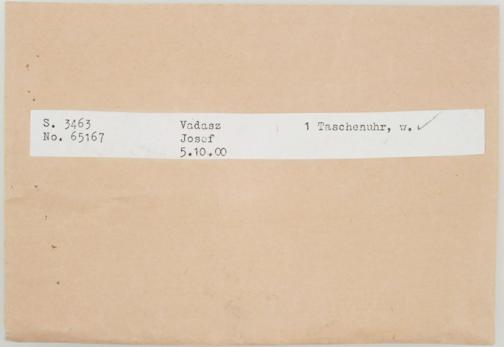 S. 3463 Vadasz 1 Taschenuhr, w. ✓
No. 65167 Josef
5.10.00